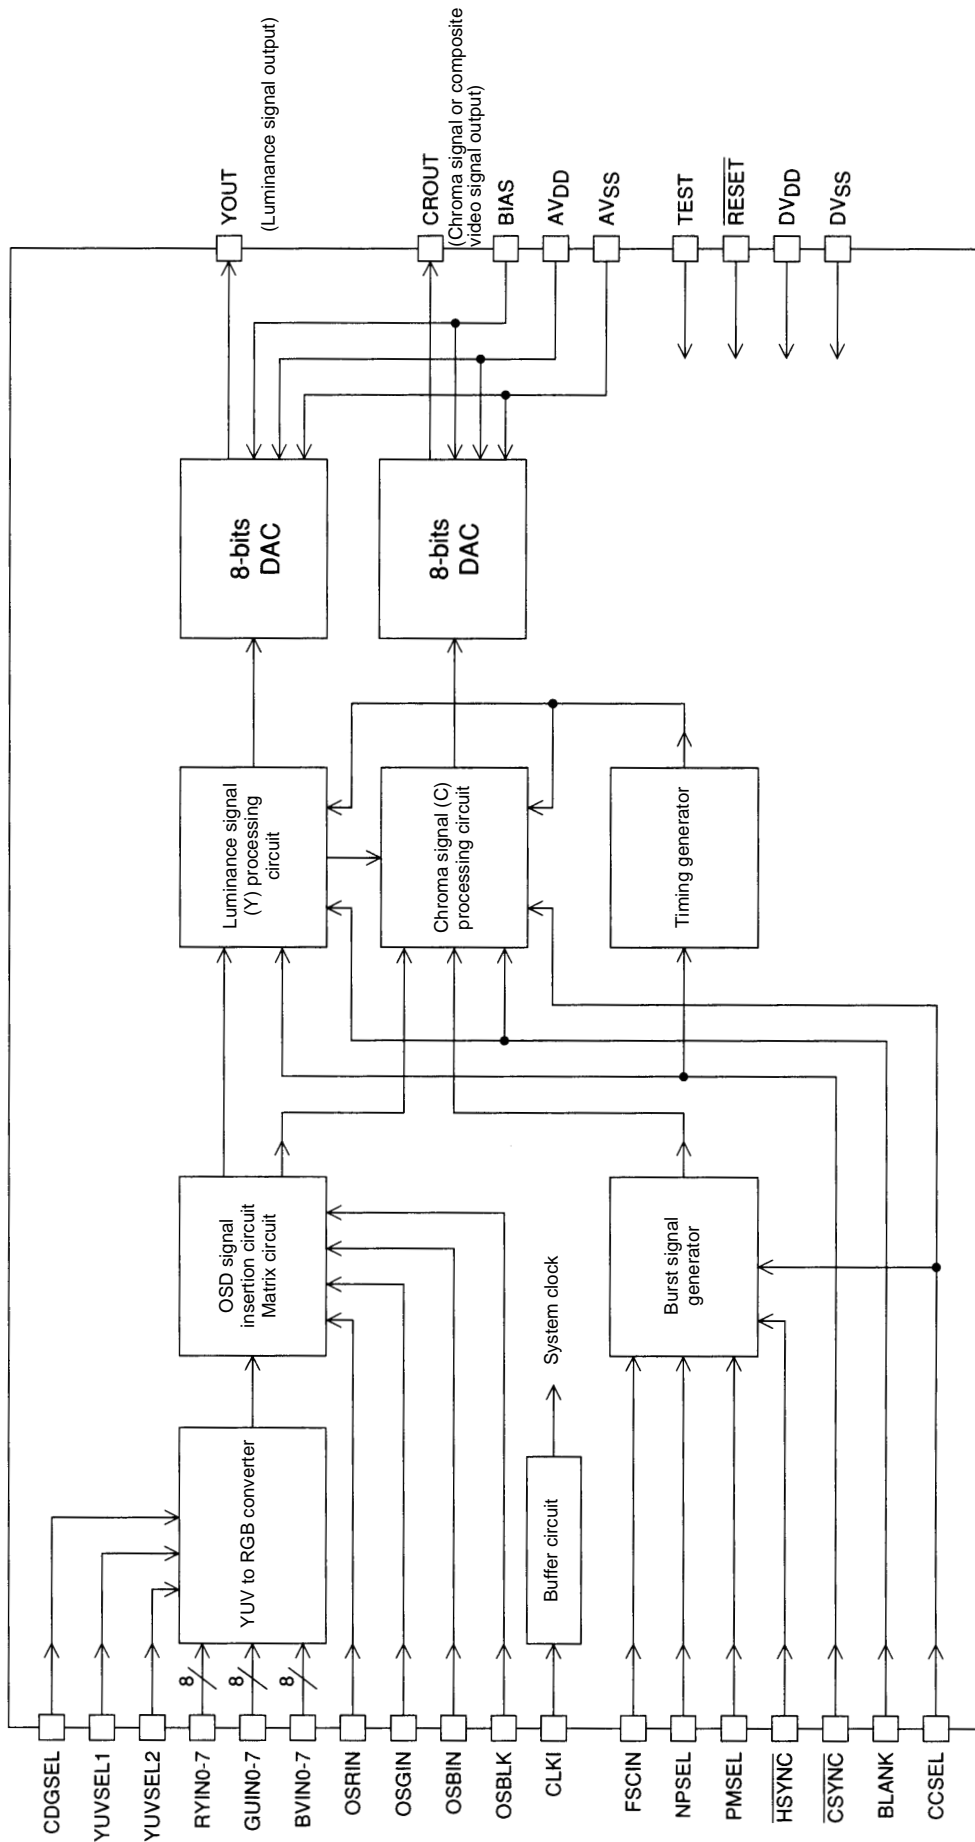 CDGSEL
YUVSEL1
YUVSEL2
RYIN0-7
GUIN0-7
BVIN0-7
OSRIN
OSGIN
OSBIN
OSBLK
CLKI
FSCIN
NPSEL
PMSEL
HSYNC
CSYNC
BLANK
CCSEL
8
8
8
YUV to RGB converter
Buffer circuit
System clock
OSD signal
insertion circuit
Matrix circuit
Burst signal
generator
Luminance signal
(Y) processing
circuit
Chroma signal (C)
processing circuit
Timing generator
8-bits
DAC
8-bits
DAC
YOUT
(Luminance signal output)
CROUT
(Chroma signal or composite
video signal output)
BIAS
AVDD
AVSS
TEST
RESET
DVDD
DVSS